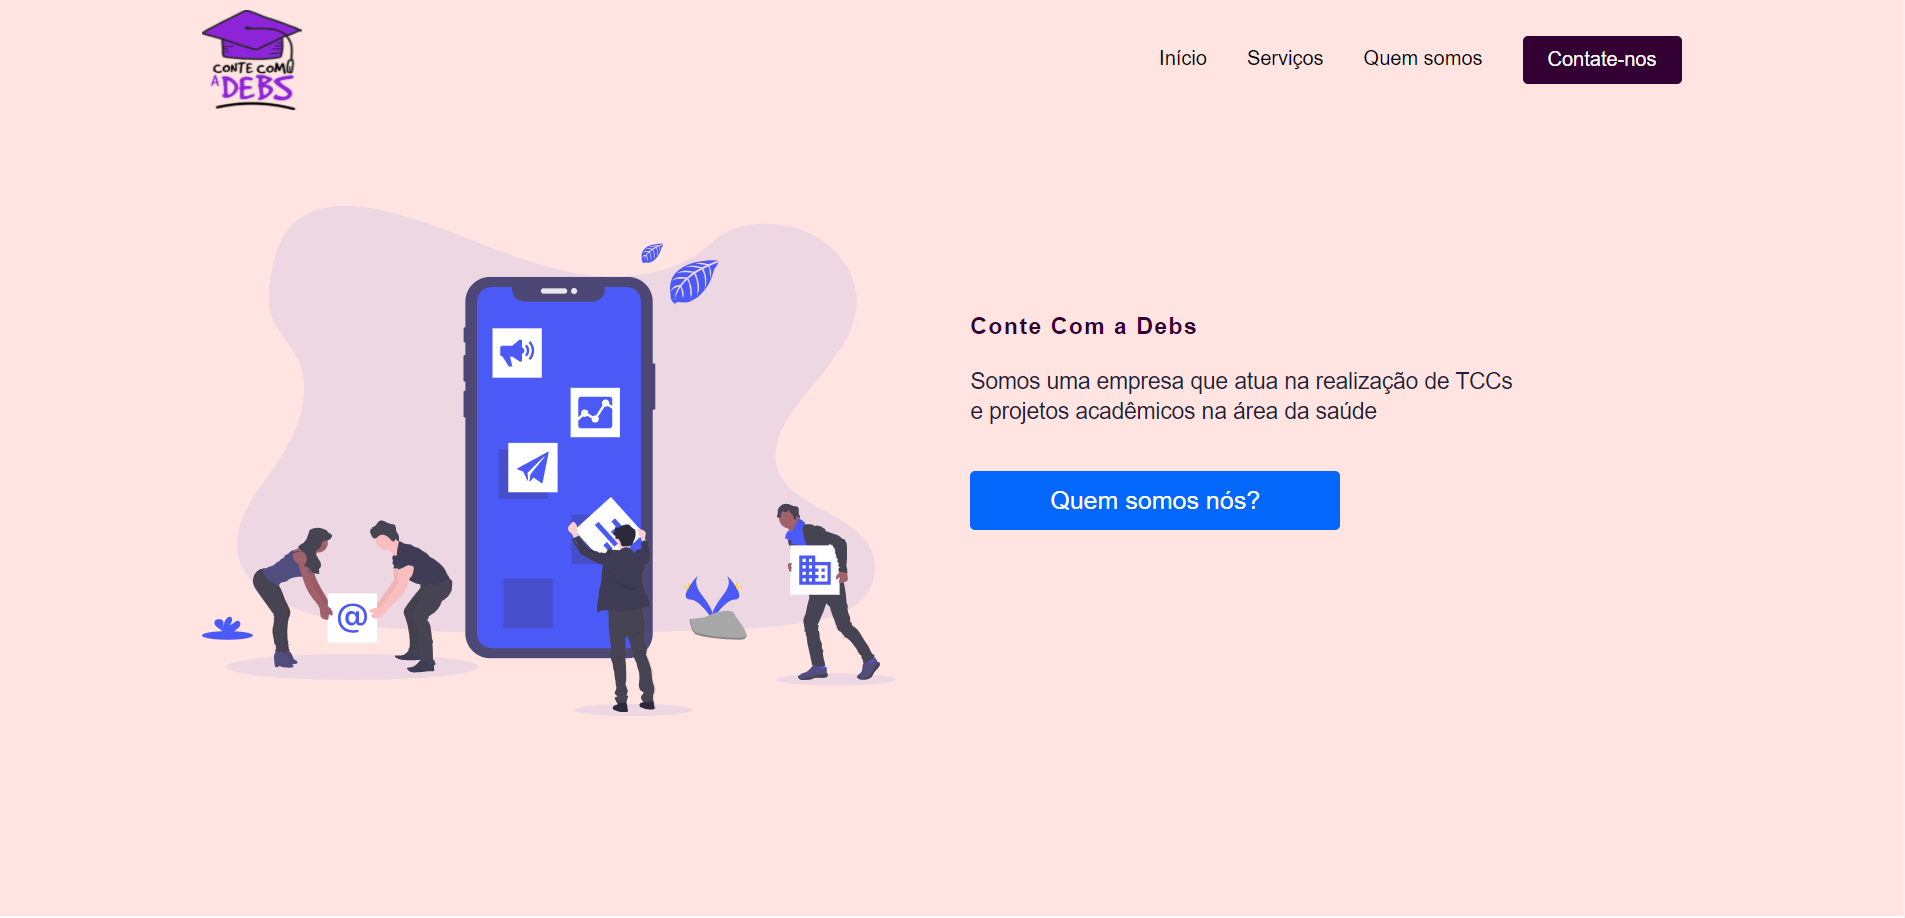 CONTE COM
A DEBS
Início
Serviços
Quem somos
Contate-nos
Conte Com a Debs
Somos uma empresa que atua na realização de TCCs
e projetos acadêmicos na área da saúde
Quem somos nós?
@